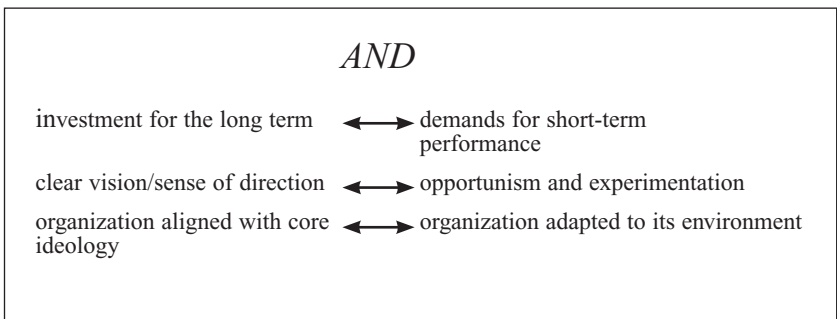 AND
investment for the long term demands for short-term
performance
clear vision/sense of direction opportunism and experimentation
organization aligned with core organization adapted to its environment
ideology